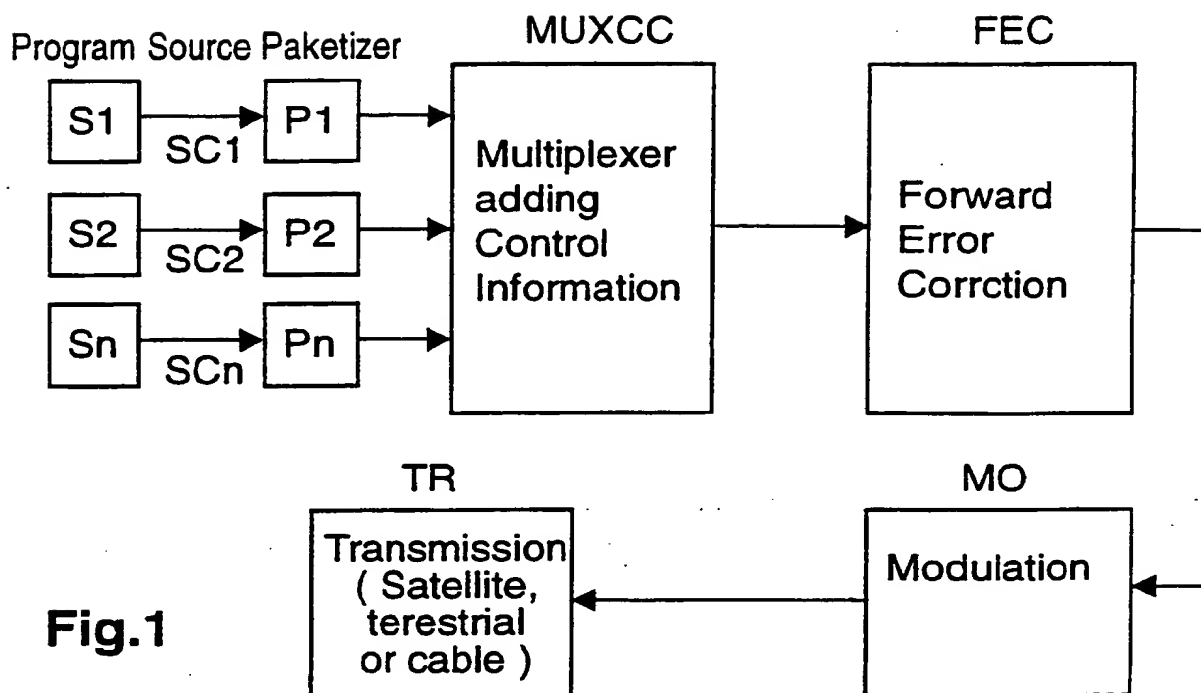 MUXCC
FEC
Program Source Paketizer
S1
SC1
P1
S2
SC2
P2
Sn
SCn
Pn
Multiplexer
adding
Control
Information
Forward
Error
Corrction
TR
MO
Transmission
( Satellite,
terestrial
or cable )
Modulation
Fig.1